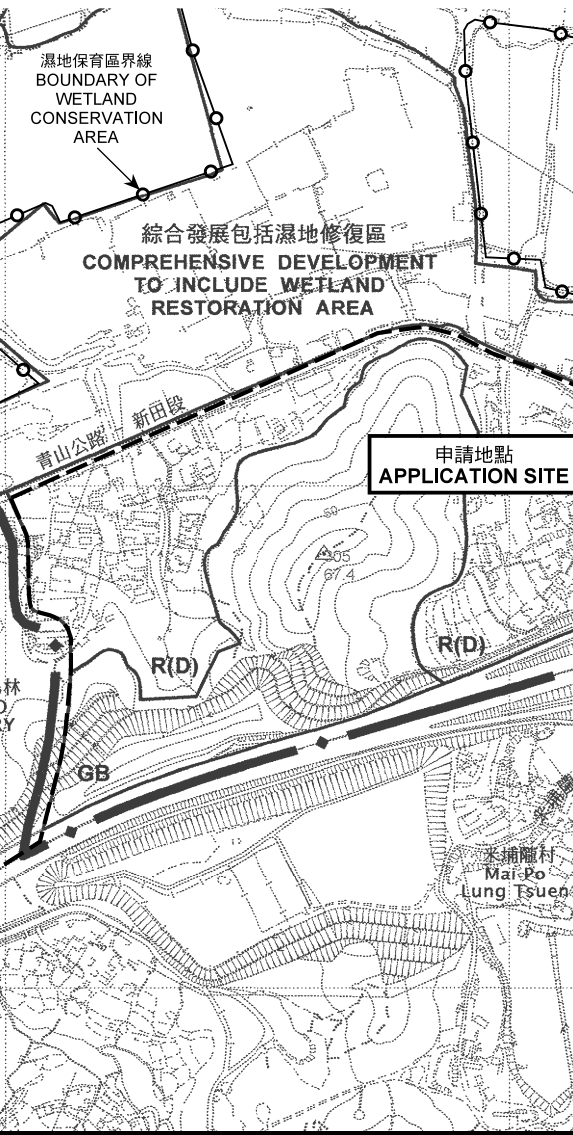 濕地保育區界線
BOUNDARY OF
WETLAND
CONSERVATION
AREA
綜合發展包括濕地修復區
COMPREHENSIVE DEVELOPMENT
TO INCLUDE WETLAND
RESTORATION AREA
青山公路 — 新田段
申請地點
APPLICATION SITE
67.4
R(D)
R(D)
GB
米埔隴村
Mai Po
Lung Tsuen